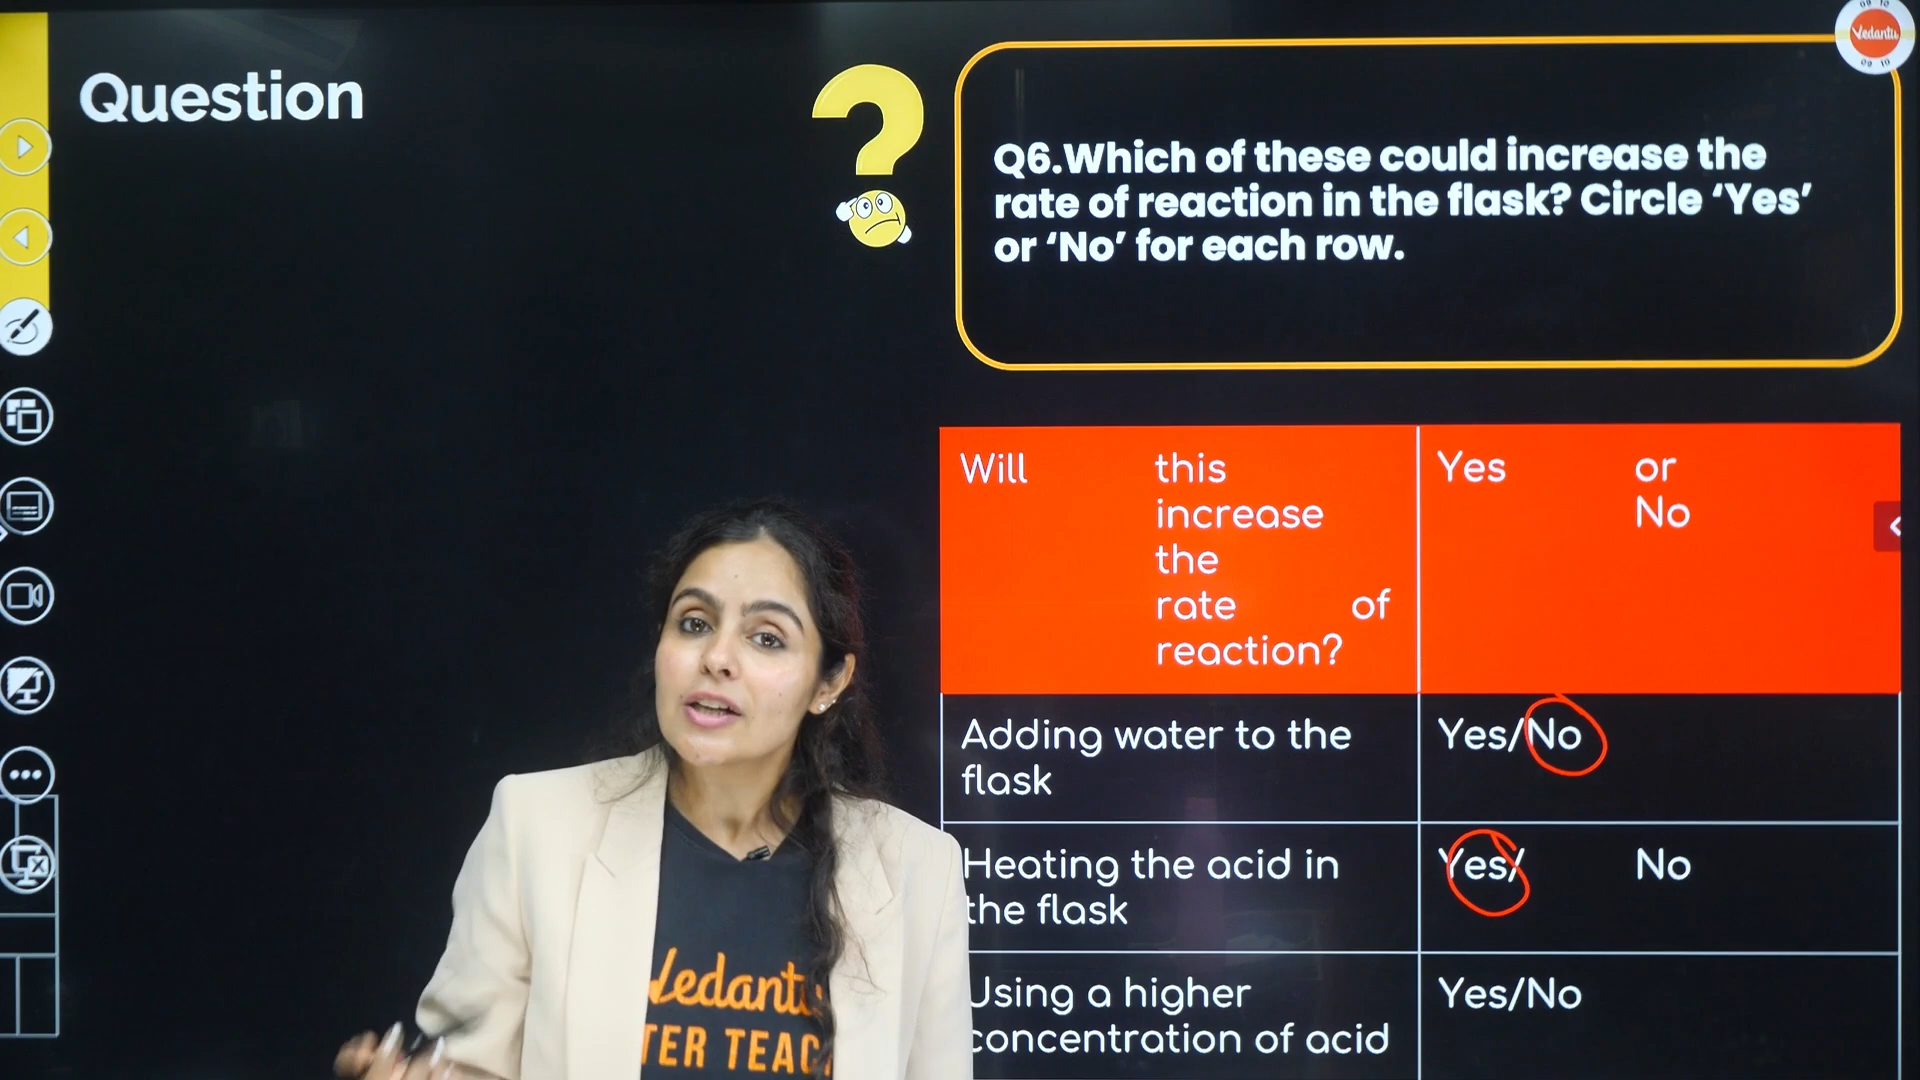 Question
?
Q6.Which of these could increase the
rate of reaction in the flask? Circle ‘Yes’
or ‘No’ for each row.
Vedantu
Will this
increase
the
rate of
reaction?
Yes or
No
Adding water to the
flask
Yes/No
Heating the acid in
the flask
Yes/ No
Using a higher
concentration of acid
Yes/No
Vedantu